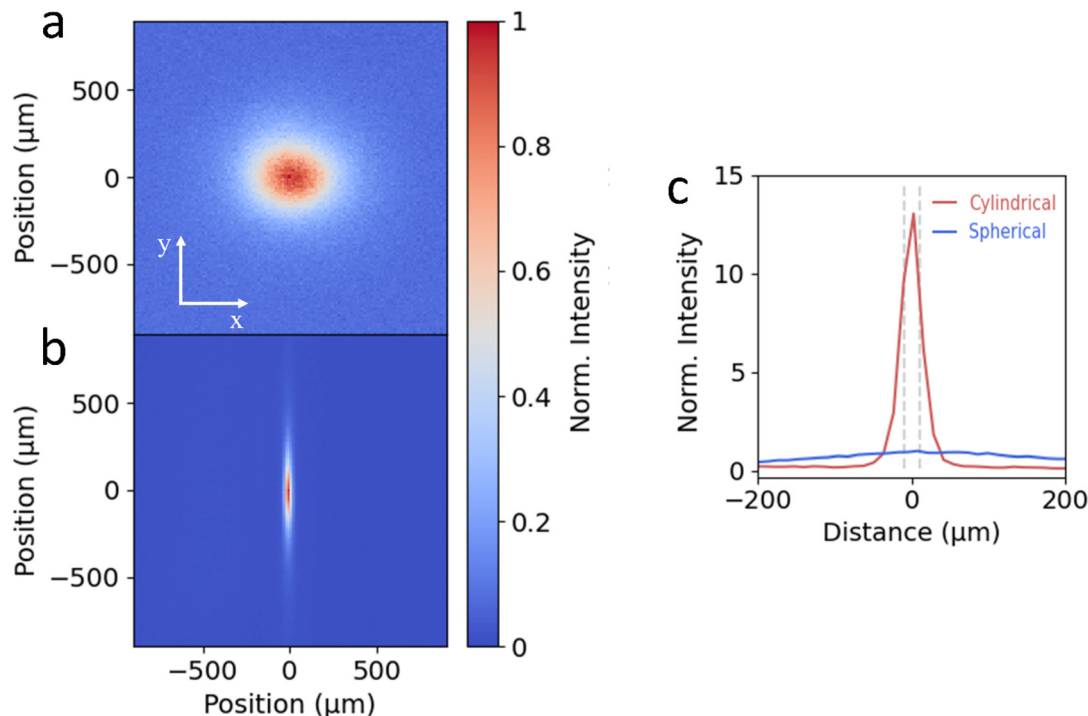 a
Position (µm)
500
0
−500
y
x
b
Position (µm)
500
0
−500
−500 0 500
Position (µm)
1
0.8
0.6
0.4
0.2
0
Norm. Intensity
c
Norm. Intensity
15
10
5
0
Cylindrical
Spherical
−200 0 200
Distance (µm)